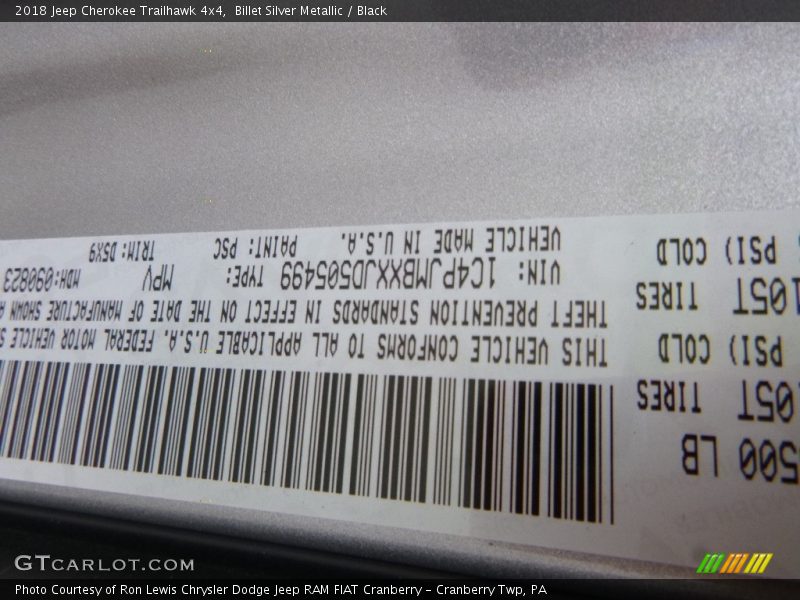 2018 Jeep Cherokee Trailhawk 4x4,  Billet Silver Metallic / Black
500 LB
105T TIRES
PSI) COLD
105T TIRES
PSI) COLD
THIS VEHICLE CONFORMS TO ALL APPLICABLE U.S.A. FEDERAL MOTOR VEHICLE
THEFT PREVENTION STANDARDS IN EFFECT ON THE DATE OF MANUFACTURE SHOWN
VIN: 1C4PJMBXXJD505499 TYPE: MPV MDH:090823
VEHICLE MADE IN U.S.A. PAINT: PSC TRIM: D5X9
GTCARLOT.COM
Photo Courtesy of Ron Lewis Chrysler Dodge Jeep RAM FIAT Cranberry – Cranberry Twp, PA